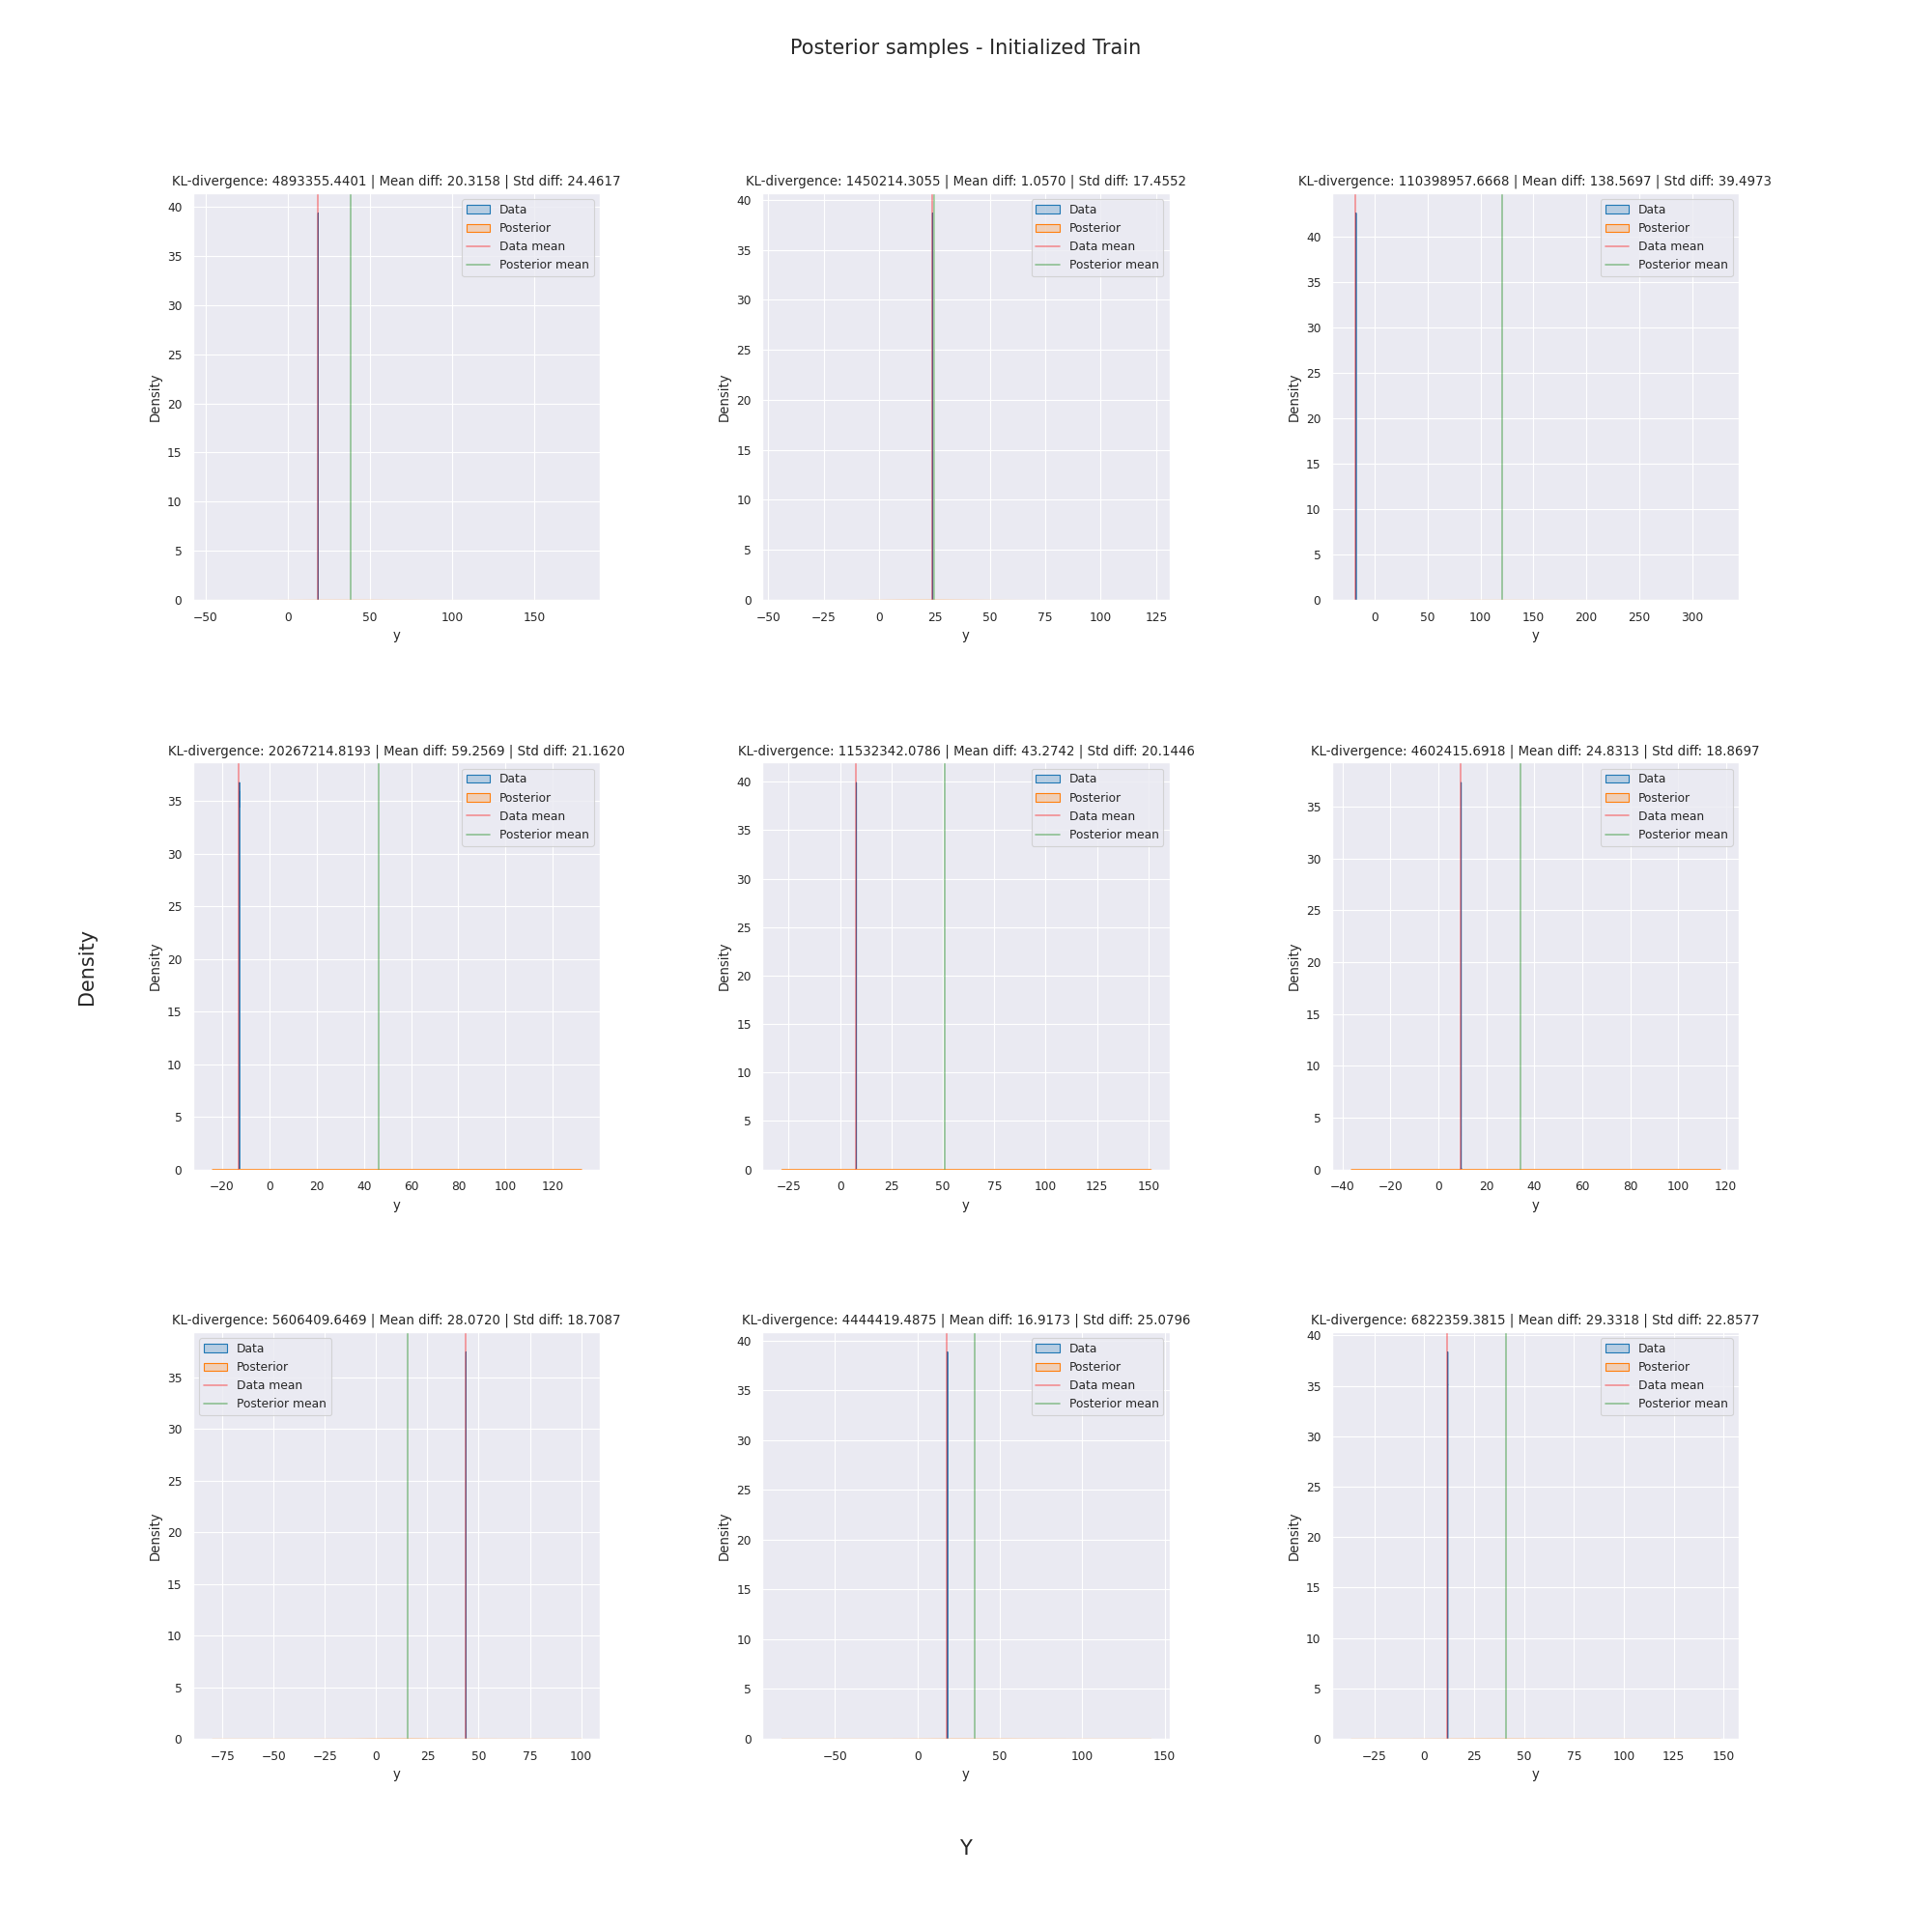 Posterior samples - Initialized Train
KL-divergence: 4893355.4401 | Mean diff: 20.3158 | Std diff: 24.4617
40
35
30
25
20
15
10
5
0
Density
−50 0 50 100 150
y
Data
Posterior
Data mean
Posterior mean
KL-divergence: 1450214.3055 | Mean diff: 1.0570 | Std diff: 17.4552
40
35
30
25
20
15
10
5
0
Density
−50 −25 0 25 50 75 100 125
y
Data
Posterior
Data mean
Posterior mean
KL-divergence: 110398957.6668 | Mean diff: 138.5697 | Std diff: 39.4973
40
35
30
25
20
15
10
5
0
Density
0 50 100 150 200 250 300
y
Data
Posterior
Data mean
Posterior mean
Density
KL-divergence: 20267214.8193 | Mean diff: 59.2569 | Std diff: 21.1620
35
30
25
20
15
10
5
0
Density
−20 0 20 40 60 80 100 120
y
Data
Posterior
Data mean
Posterior mean
KL-divergence: 11532342.0786 | Mean diff: 43.2742 | Std diff: 20.1446
40
35
30
25
20
15
10
5
0
Density
−25 0 25 50 75 100 125 150
y
Data
Posterior
Data mean
Posterior mean
KL-divergence: 4602415.6918 | Mean diff: 24.8313 | Std diff: 18.8697
35
30
25
20
15
10
5
0
Density
−40 −20 0 20 40 60 80 100 120
y
Data
Posterior
Data mean
Posterior mean
KL-divergence: 5606409.6469 | Mean diff: 28.0720 | Std diff: 18.7087
35
30
25
20
15
10
5
0
Density
−75 −50 −25 0 25 50 75 100
y
Data
Posterior
Data mean
Posterior mean
KL-divergence: 4444419.4875 | Mean diff: 16.9173 | Std diff: 25.0796
40
35
30
25
20
15
10
5
0
Density
−50 0 50 100 150
y
Data
Posterior
Data mean
Posterior mean
KL-divergence: 6822359.3815 | Mean diff: 29.3318 | Std diff: 22.8577
40
35
30
25
20
15
10
5
0
Density
−25 0 25 50 75 100 125 150
y
Data
Posterior
Data mean
Posterior mean
Y